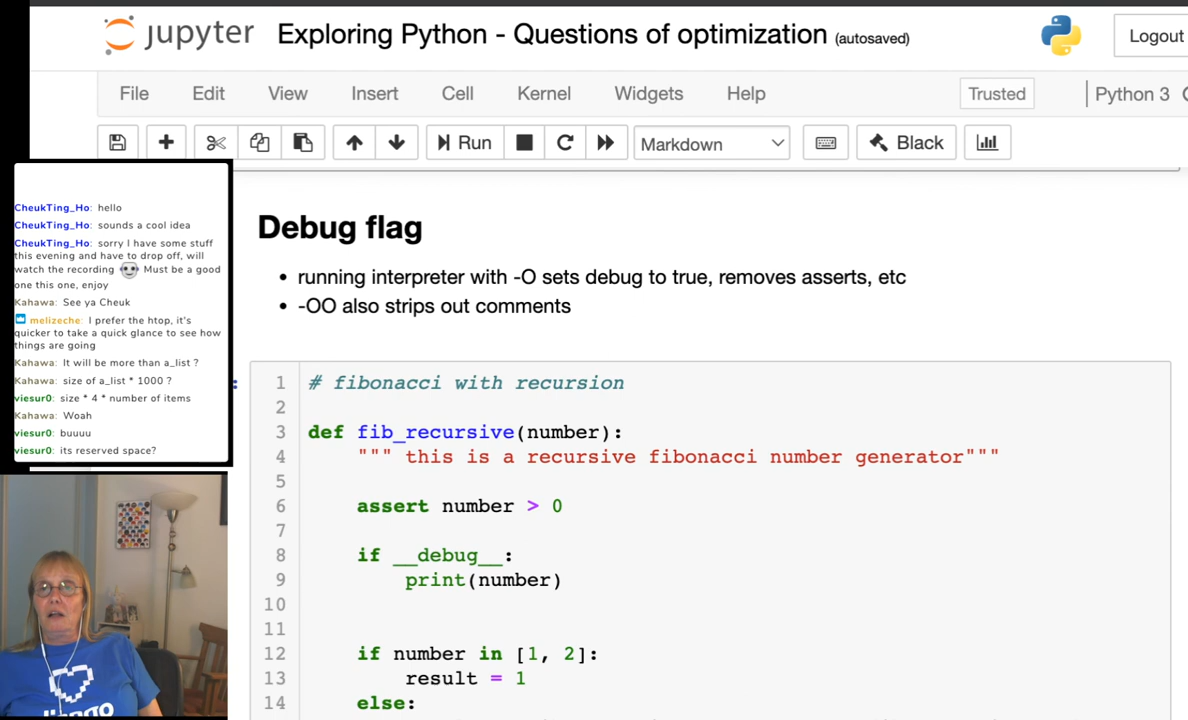 jupyter Exploring Python - Questions of optimization (autosaved) Logout
File Edit View Insert Cell Kernel Widgets Help Trusted Python 3
Run Markdown Black
CheukTing_Ho: hello
CheukTing_Ho: sounds a cool idea
CheukTing_Ho: sorry I have some stuff
this evening and have to drop off, will
watch the recording Must be a good
one this one, enjoy
Kahawa: See ya Cheuk
melizeche: I prefer the htop, it's
quicker to take a quick glance to see how
things are going
Kahawa: It will be more than a_list ?
Kahawa: size of a_list * 1000 ?
viesur0: size * 4 * number of items
Kahawa: Woah
viesur0: buuuu
viesur0: its reserved space?
Debug flag
• running interpreter with -O sets debug to true, removes asserts, etc
• -OO also strips out comments
1 # fibonacci with recursion
2
3 def fib_recursive(number):
4 """ this is a recursive fibonacci number generator"""
5
6 assert number > 0
7
8 if __debug__:
9 print(number)
10
11
12 if number in [1, 2]:
13 result = 1
14 else: